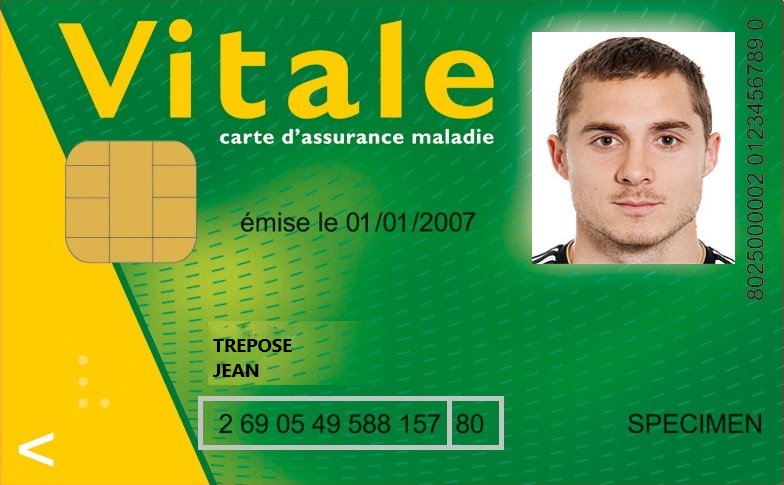 Vitale
carte d'assurance maladie
émise le 01/01/2007
TREPOSE
JEAN
2 69 05 49 588 157 80
SPECIMEN
8025000002 0123456789 0